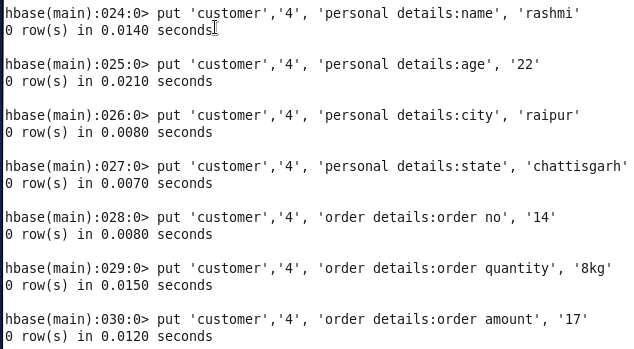 hbase(main):024:0> put 'customer','4', 'personal details:name', 'rashmi'
0 row(s) in 0.0140 seconds
hbase(main):025:0> put 'customer','4', 'personal details:age', '22'
0 row(s) in 0.0210 seconds
hbase(main):026:0> put 'customer','4', 'personal details:city', 'raipur'
0 row(s) in 0.0080 seconds
hbase(main):027:0> put 'customer','4', 'personal details:state', 'chattisgarh'
0 row(s) in 0.0070 seconds
hbase(main):028:0> put 'customer','4', 'order details:order no', '14'
0 row(s) in 0.0080 seconds
hbase(main):029:0> put 'customer','4', 'order details:order quantity', '8kg'
0 row(s) in 0.0150 seconds
hbase(main):030:0> put 'customer','4', 'order details:order amount', '17'
0 row(s) in 0.0120 seconds